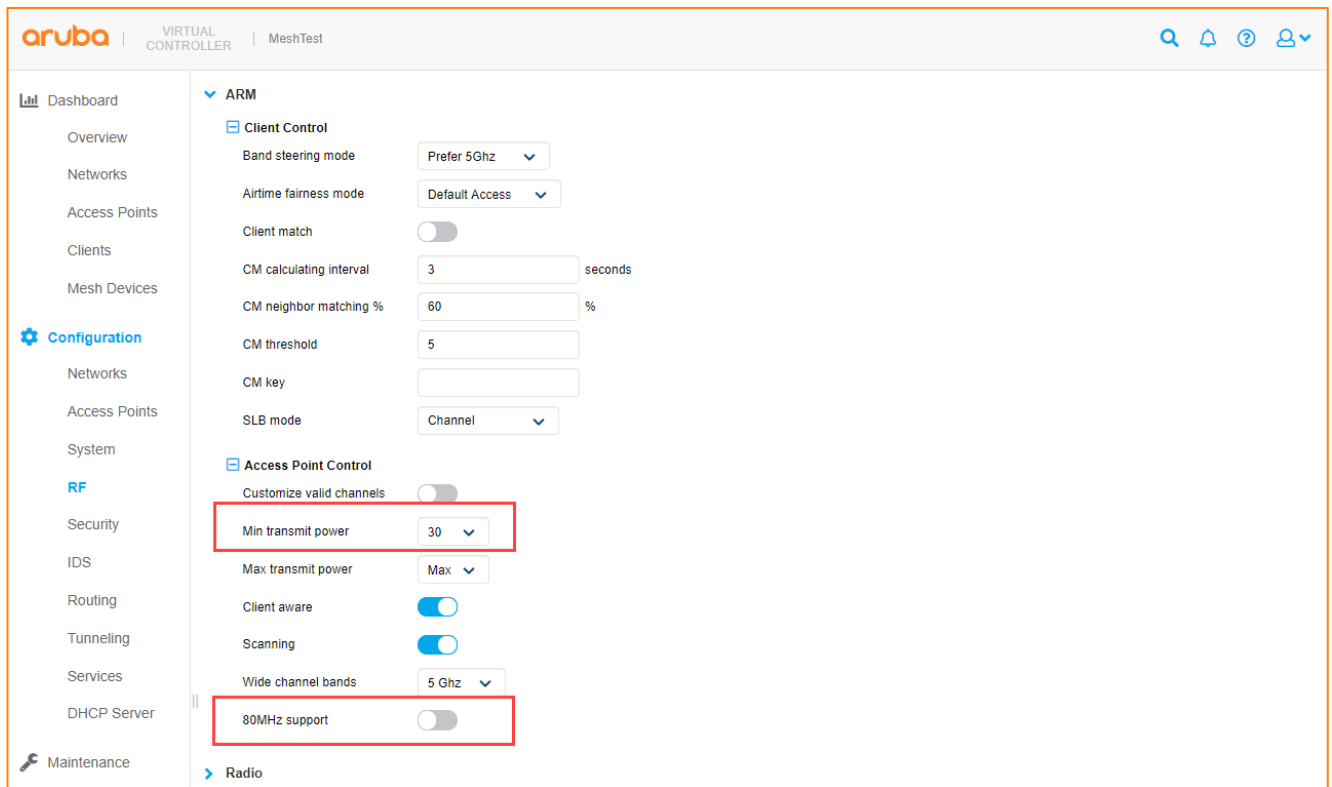 aruba
VIRTUAL
CONTROLLER
MeshTest
Dashboard
Overview
Networks
Access Points
Clients
Mesh Devices
Configuration
Networks
Access Points
System
RF
Security
IDS
Routing
Tunneling
Services
DHCP Server
Maintenance
ARM
Client Control
Band steering mode Prefer 5Ghz
Airtime fairness mode Default Access
Client match
CM calculating interval 3 seconds
CM neighbor matching % 60 %
CM threshold 5
CM key
SLB mode Channel
Access Point Control
Customize valid channels
Min transmit power 30
Max transmit power Max
Client aware
Scanning
Wide channel bands 5 Ghz
80MHz support
Radio